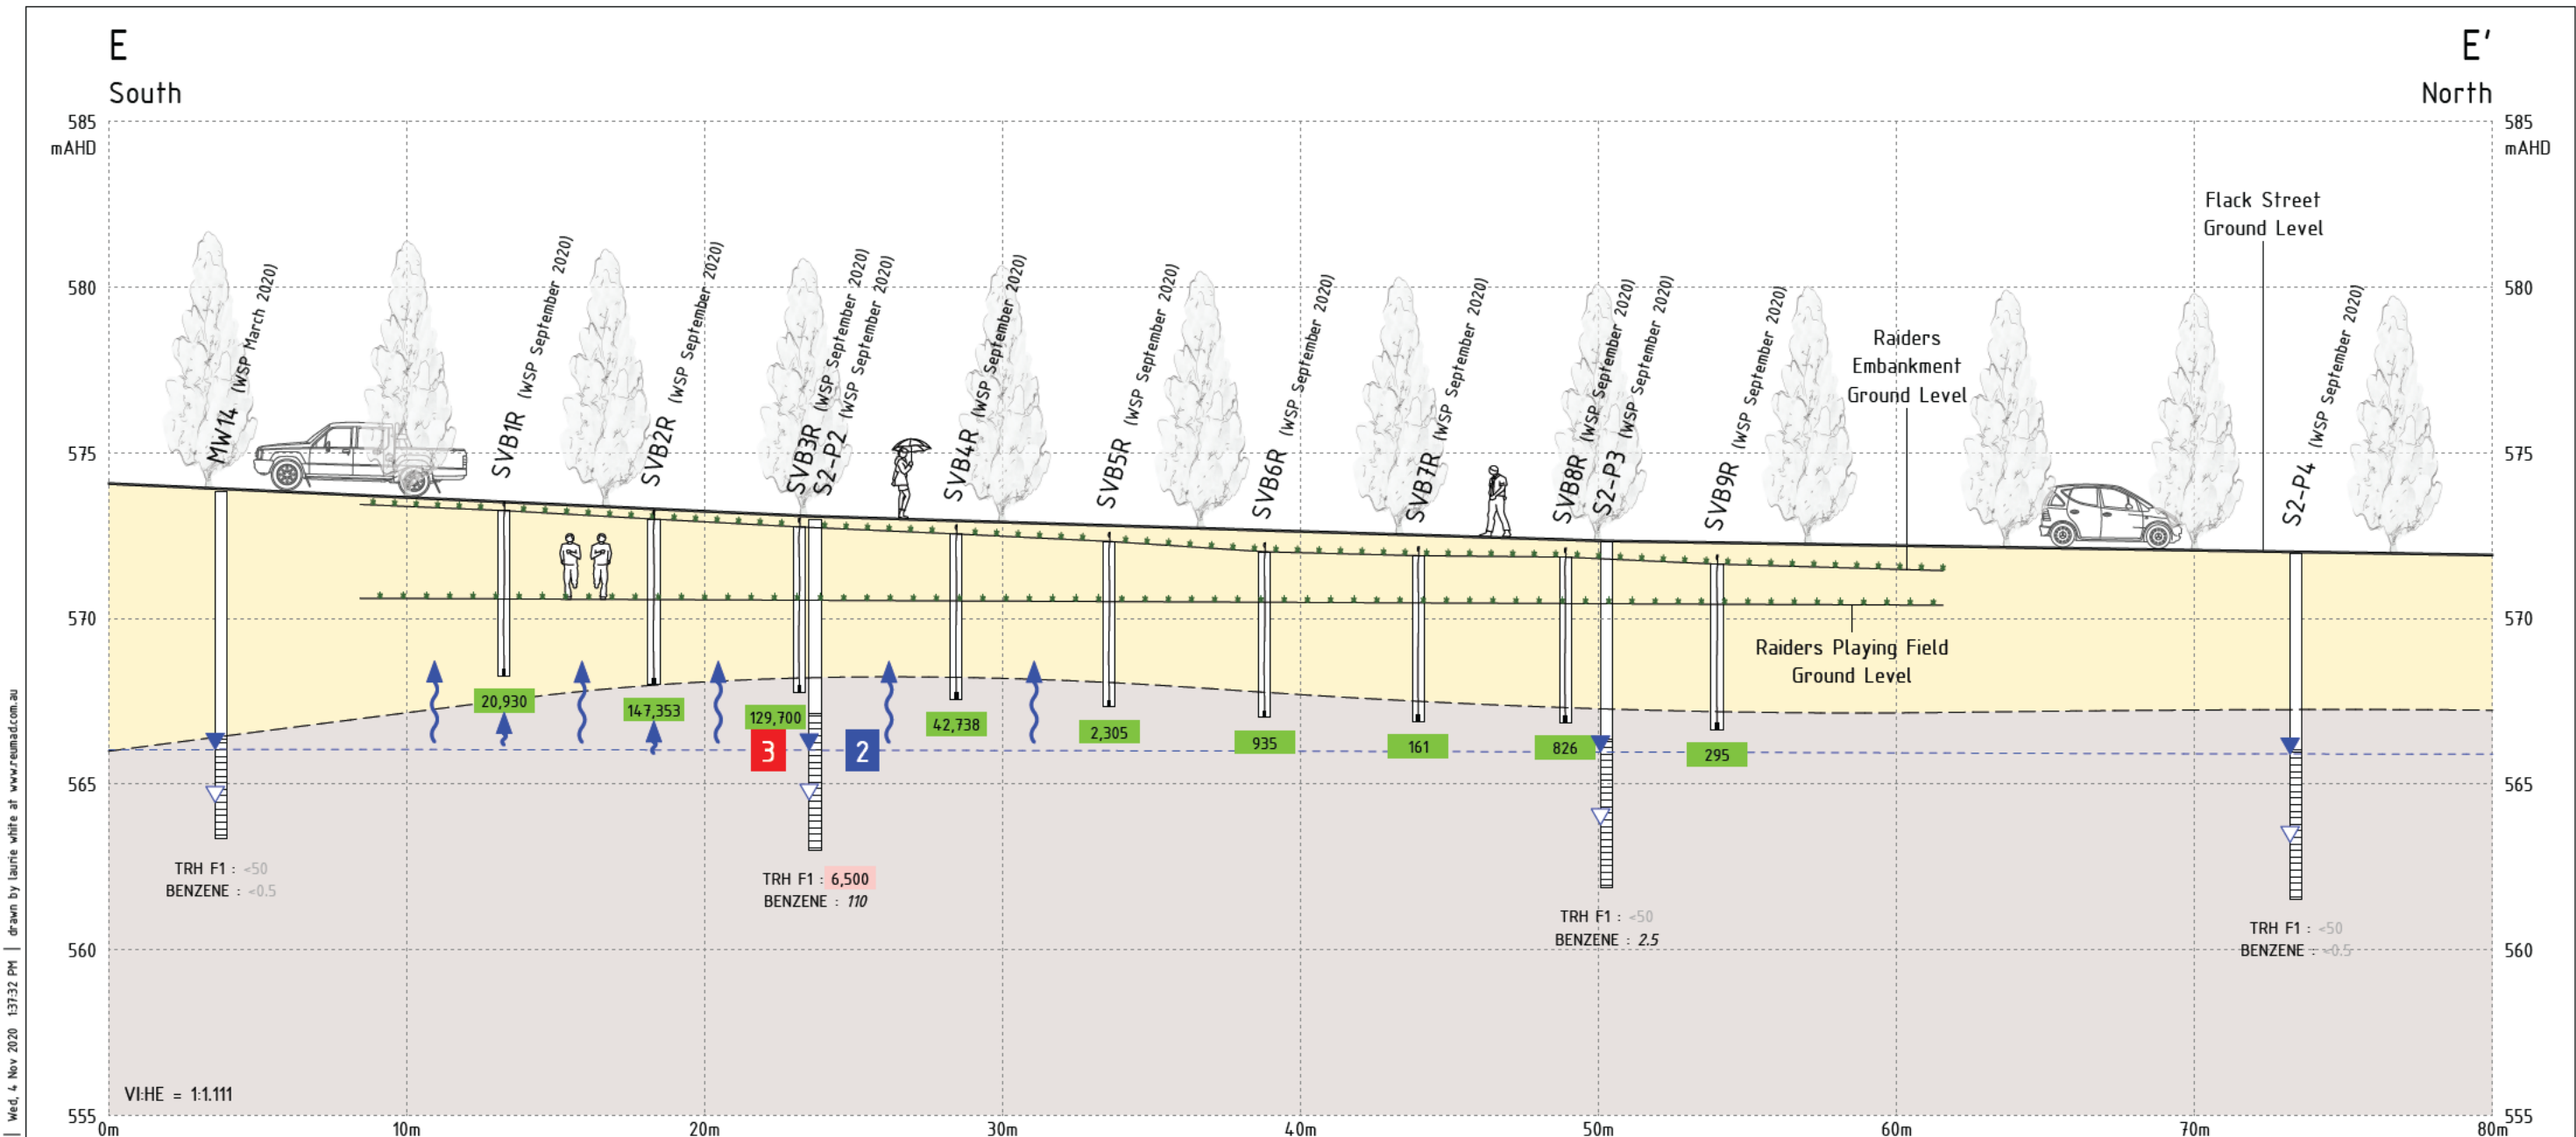 E
E'
South
North
585
mAHD
585
mAHD
580
580
575
575
570
570
565
565
560
560
555
555
Flack Street
Ground Level
Raiders
Embankment
Ground Level
Raiders Playing Field
Ground Level
MW14 (WSP March 2020)
SVB1R (WSP September 2020)
SVB2R (WSP September 2020)
SVB3R (WSP September 2020)
S2-P2 (WSP September 2020)
SVB4R (WSP September 2020)
SVB5R (WSP September 2020)
SVB6R (WSP September 2020)
SVB7R (WSP September 2020)
SVB8R (WSP September 2020)
S2-P3 (WSP September 2020)
SVB9R (WSP September 2020)
S2-P4 (WSP September 2020)
20,930
147,353
129,700
42,738
2,305
935
161
826
295
3
2
TRH F1 : <50
BENZENE : <0.5
TRH F1 : 6,500
BENZENE : 110
TRH F1 : <50
BENZENE : 2.5
TRH F1 : <50
BENZENE : <0.5
VI:HE = 1:1.111
0m
10m
20m
30m
40m
50m
60m
70m
80m
| Wed, 4 Nov 2020 1:37:32 PM | drawn by laurie white at www.reumad.com.au